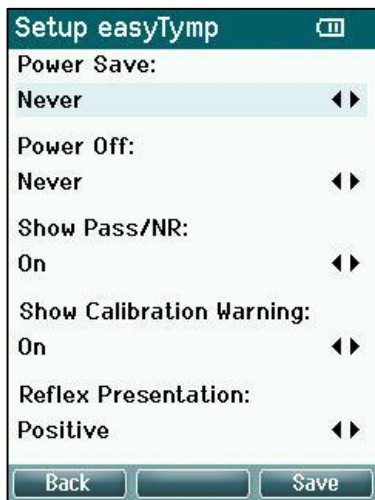 Setup easyTymp
Power Save:
Never
Power Off:
Never
Show Pass/NR:
On
Show Calibration Warning:
On
Reflex Presentation:
Positive
Back Save